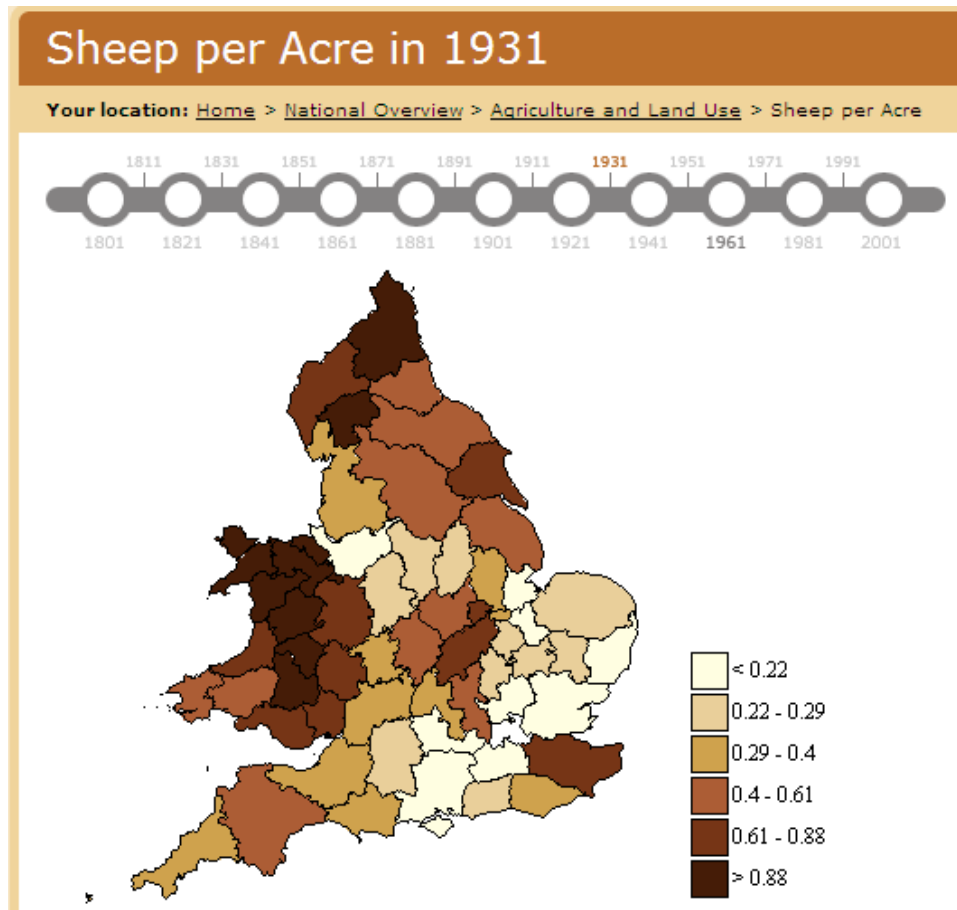 Sheep per Acre in 1931
Your location: Home > National Overview > Agriculture and Land Use > Sheep per Acre
1811 1831 1851 1871 1891 1911 1931 1951 1971 1991
1801 1821 1841 1861 1881 1901 1921 1941 1961 1981 2001
< 0.22
0.22 - 0.29
0.29 - 0.4
0.4 - 0.61
0.61 - 0.88
> 0.88